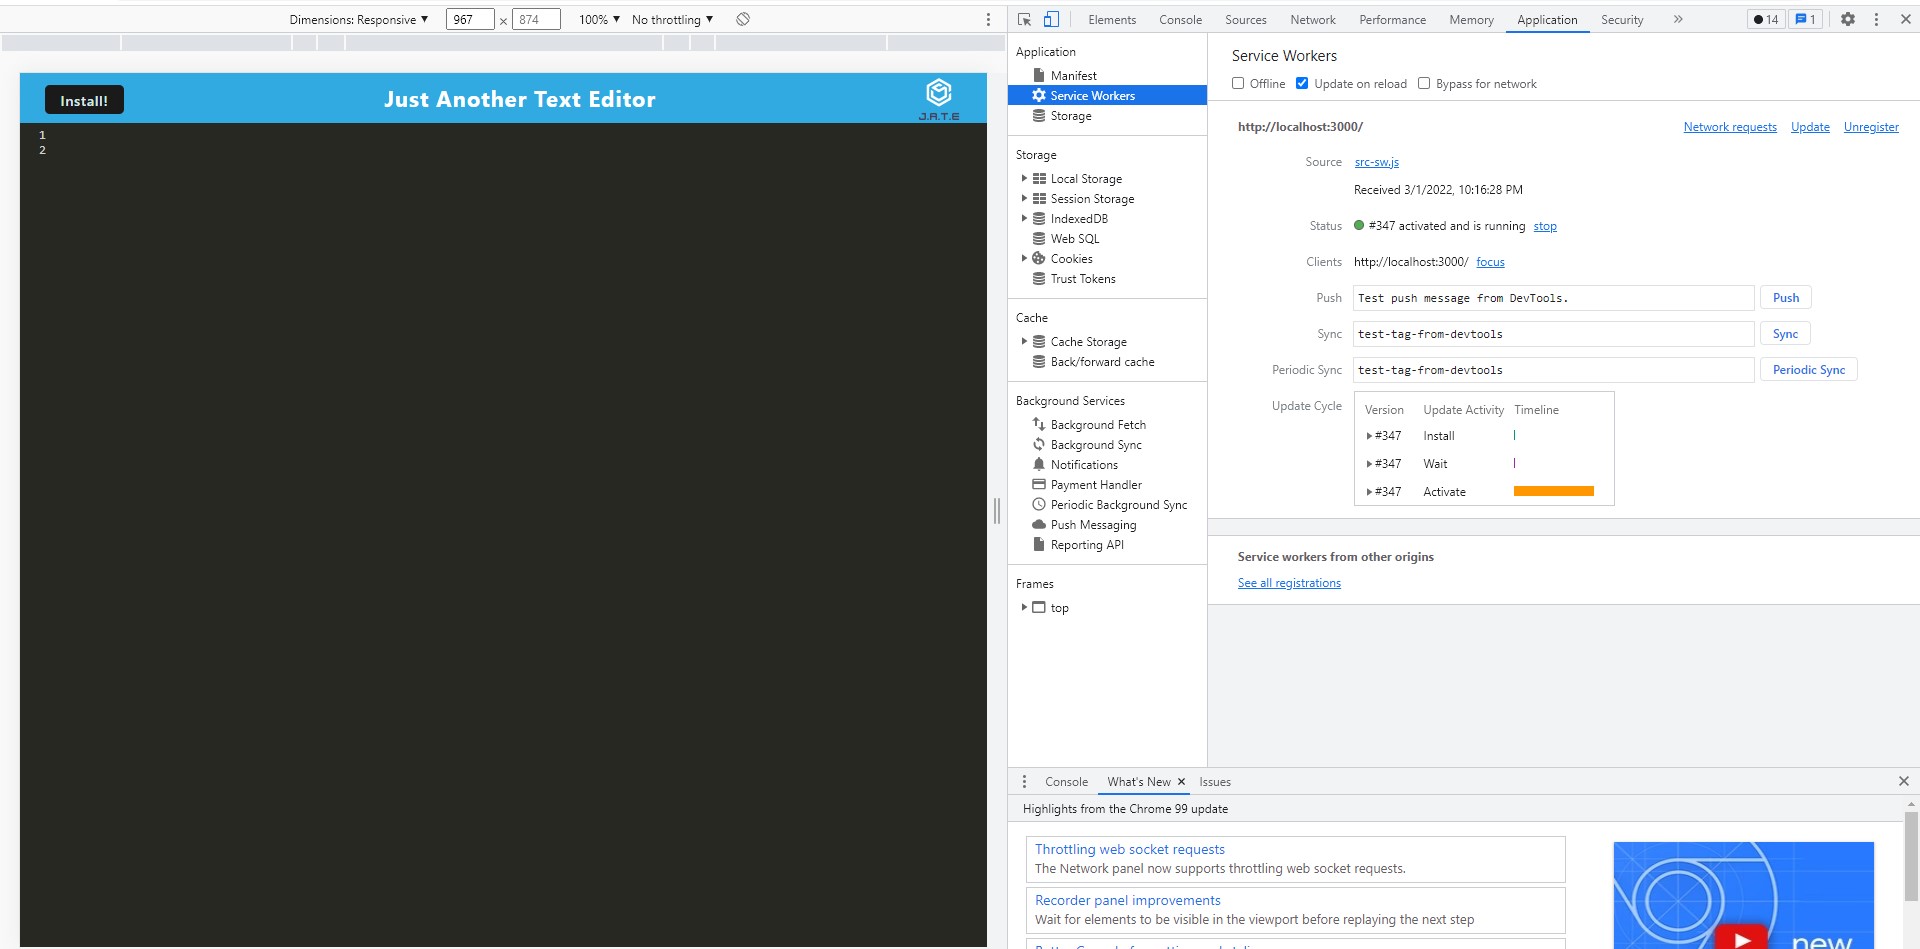 Dimensions: Responsive ▼ 967 × 874 100% ▼ No throttling ▼
Install!
Just Another Text Editor
J.A.T.E
1
2
Elements Console Sources Network Performance Memory Application Security » 14 1
Application
Manifest
Service Workers
Storage
Storage
Local Storage
Session Storage
IndexedDB
Web SQL
Cookies
Trust Tokens
Cache
Cache Storage
Back/forward cache
Background Services
Background Fetch
Background Sync
Notifications
Payment Handler
Periodic Background Sync
Push Messaging
Reporting API
Frames
top
Service Workers
Offline Update on reload Bypass for network
http://localhost:3000/ Network requests Update Unregister
Source src-sw.js
Received 3/1/2022, 10:16:28 PM
Status #347 activated and is running stop
Clients http://localhost:3000/ focus
Push Test push message from DevTools. Push
Sync test-tag-from-devtools Sync
Periodic Sync test-tag-from-devtools Periodic Sync
Update Cycle Version Update Activity Timeline
#347 Install
#347 Wait
#347 Activate
Service workers from other origins
See all registrations
Console What's New × Issues
Highlights from the Chrome 99 update
Throttling web socket requests
The Network panel now supports throttling web socket requests.
Recorder panel improvements
Wait for elements to be visible in the viewport before replaying the next step
new